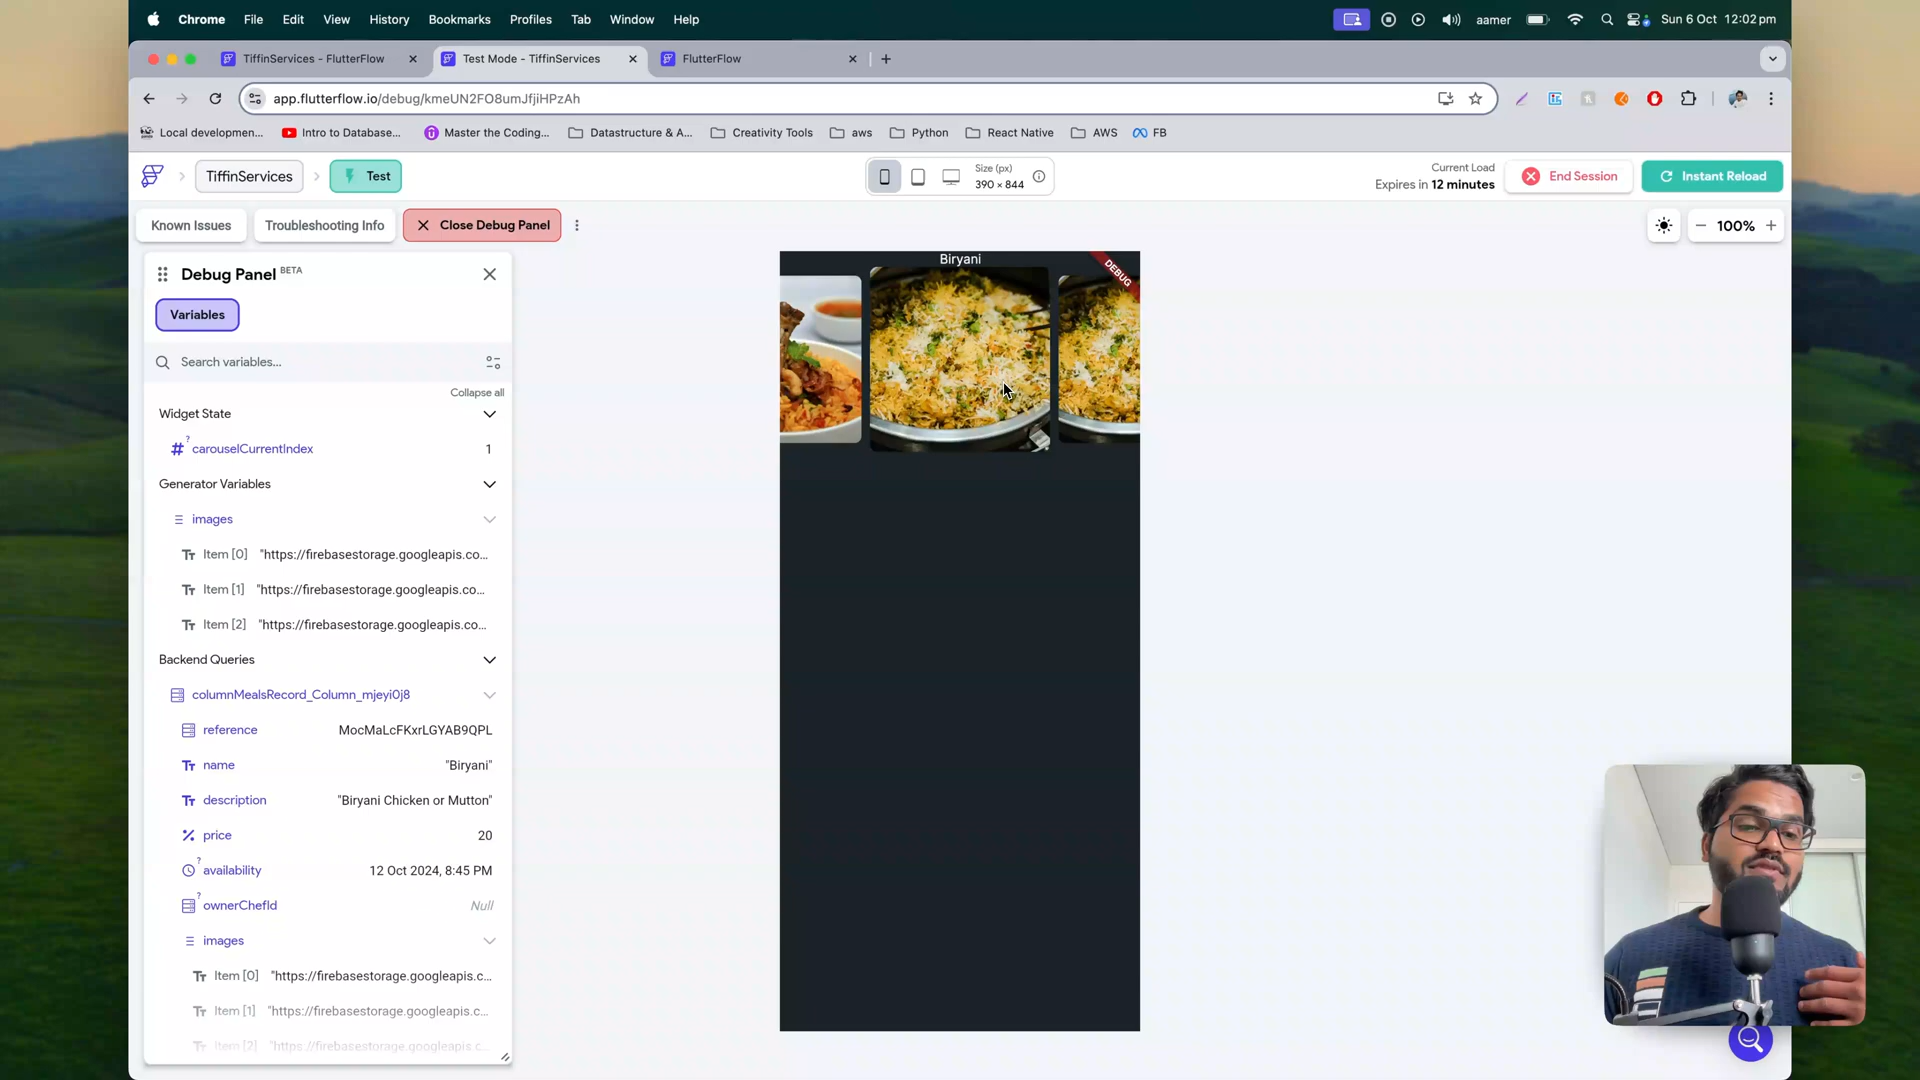 Chrome File Edit View History Bookmarks Profiles Tab Window Help
aamer Sun 6 Oct 12:02 pm
TiffinServices - FlutterFlow
Test Mode - TiffinServices
FlutterFlow
app.flutterflow.io/debug/kmeUN2FO8umJfjiHPzAh
Local developmen... Intro to Database... Master the Coding... Datastructure & A... Creativity Tools aws Python React Native AWS FB
TiffinServices
Test
Size (px)
390 × 844
Current Load
Expires in 12 minutes
End Session
Instant Reload
Known Issues
Troubleshooting Info
Close Debug Panel
100%
Debug Panel BETA
Variables
Search variables...
Collapse all
Widget State
carouselCurrentIndex 1
Generator Variables
images
Item [0] "https://firebasestorage.googleapis.co...
Item [1] "https://firebasestorage.googleapis.co...
Item [2] "https://firebasestorage.googleapis.co...
Backend Queries
columnMealsRecord_Column_mjeyi0j8
reference MocMaLcFKxrLGYAB9QPL
name "Biryani"
description "Biryani Chicken or Mutton"
price 20
availability 12 Oct 2024, 8:45 PM
ownerChefId Null
images
Item [0] "https://firebasestorage.googleapis.c...
Item [1] "https://firebasestorage.googleapis.c...
Item [2] "https://firebasestorage.googleapis.c...
Biryani
DEBUG